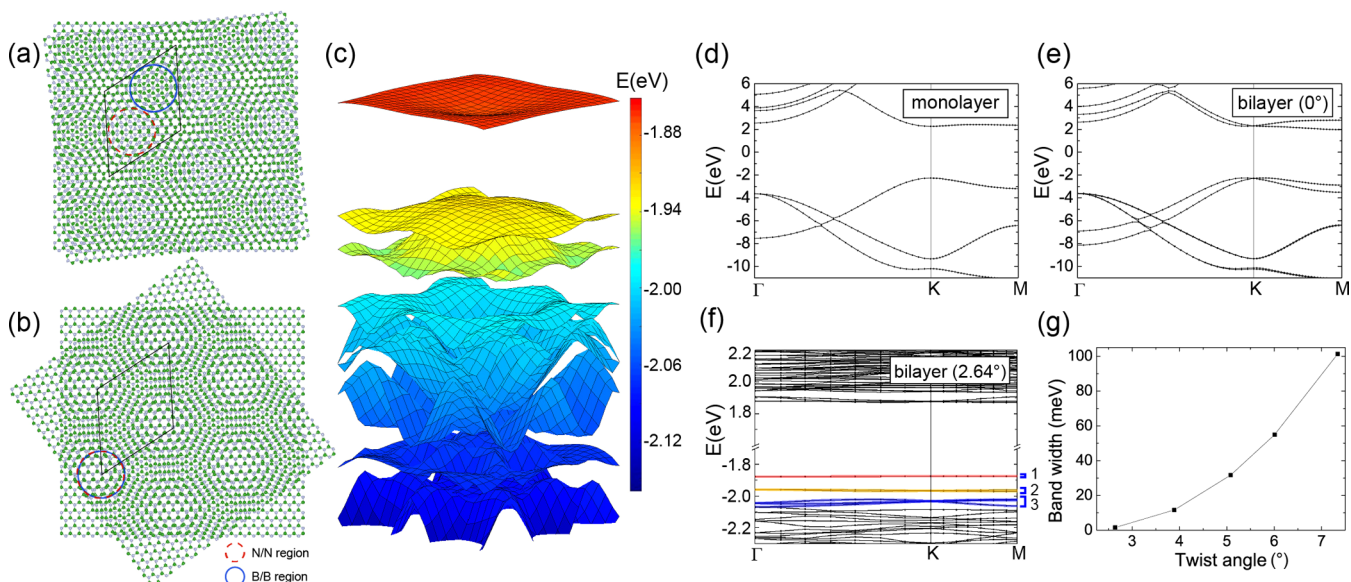 (a)
(b)
N/N region
B/B region
(c)
E(eV)
-1.88
-1.94
-2.00
-2.06
-2.12
(d)
6
4
2
0
-2
-4
-6
-8
-10
E(eV)
monolayer
Γ K M
(e)
6
4
2
0
-2
-4
-6
-8
-10
E(eV)
bilayer (0°)
Γ K M
(f)
2.2
2.0
1.8
-1.8
-2.0
-2.2
E(eV)
bilayer (2.64°)
1
2
3
Γ K M
(g)
100
80
60
40
20
0
Band width (meV)
3 4 5 6 7
Twist angle (°)